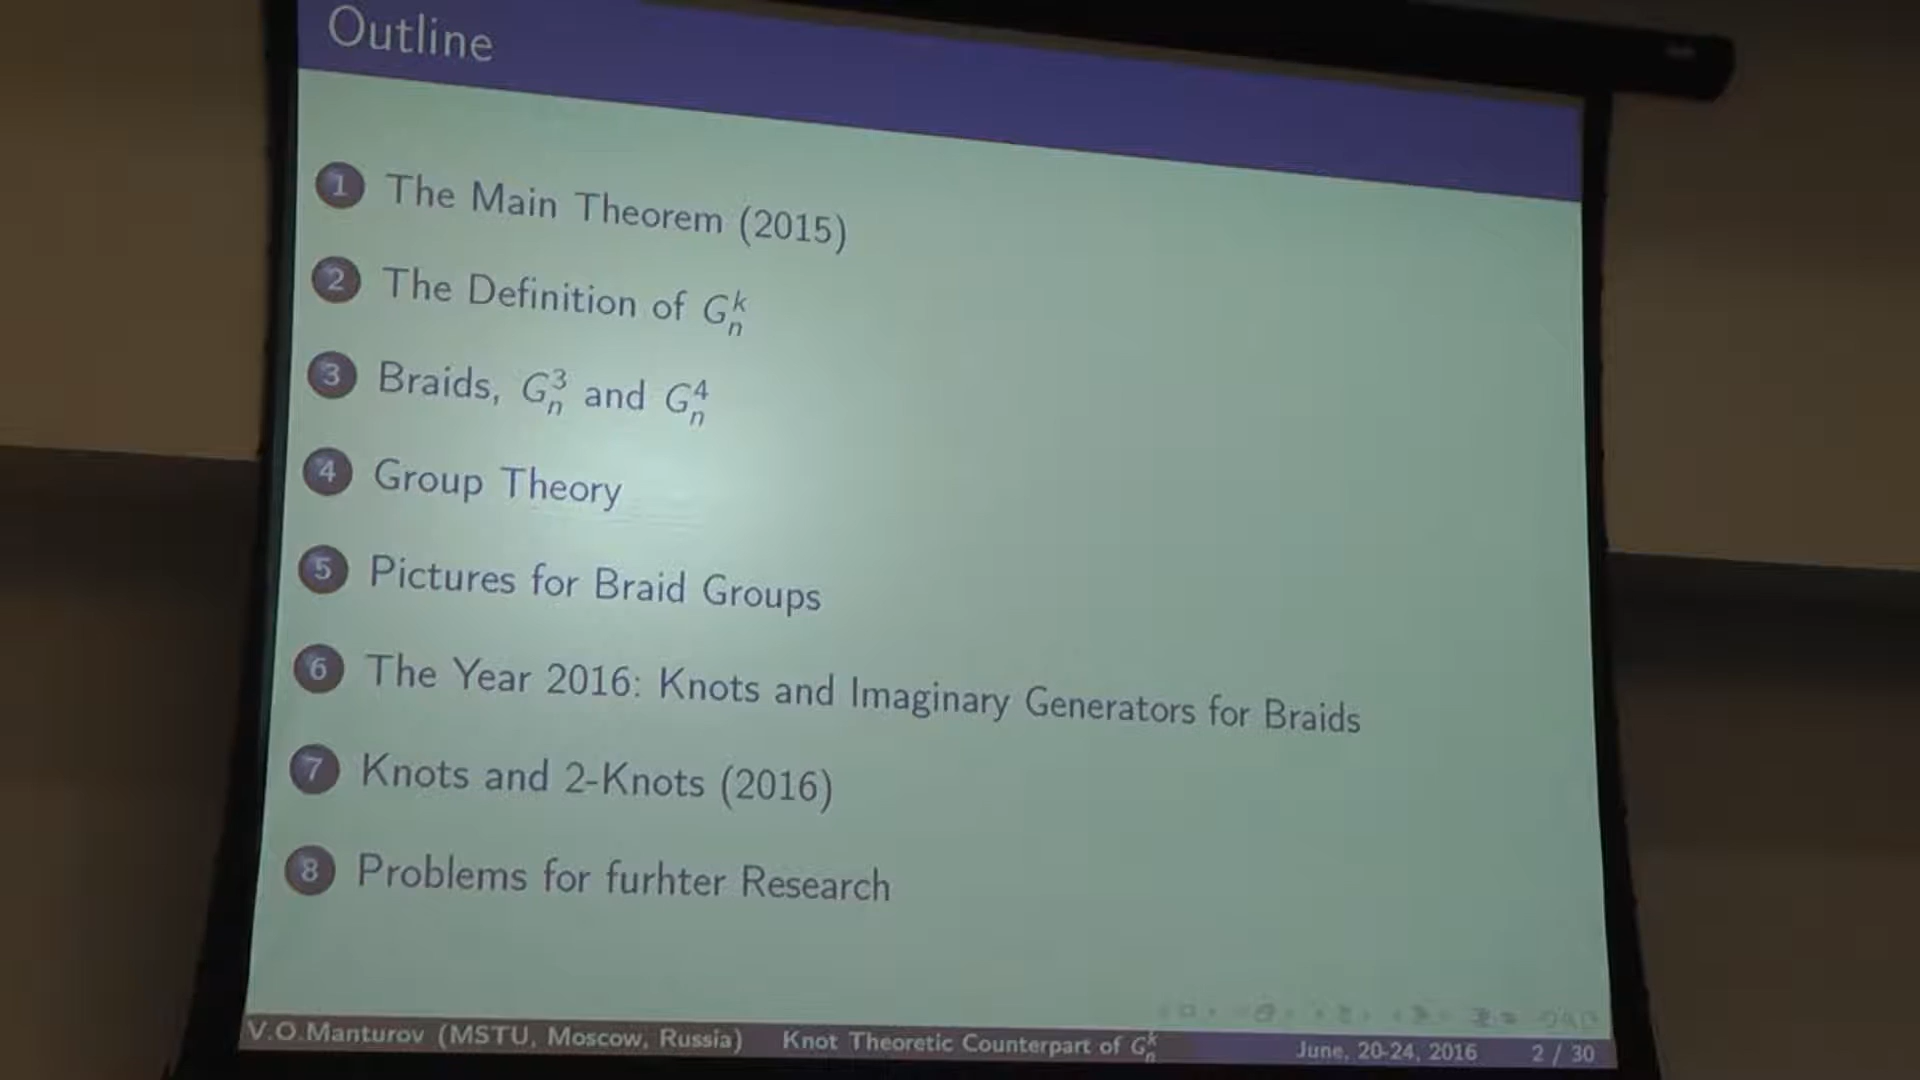 Outline
1 The Main Theorem (2015)
2 The Definition of G_n^k
3 Braids, G_n^3 and G_n^4
4 Group Theory
5 Pictures for Braid Groups
6 The Year 2016: Knots and Imaginary Generators for Braids
7 Knots and 2-Knots (2016)
8 Problems for furhter Research
V.O.Manturov (MSTU, Moscow, Russia) Knot Theoretic Counterpart of G_n^k June, 20-24, 2016 2 / 30